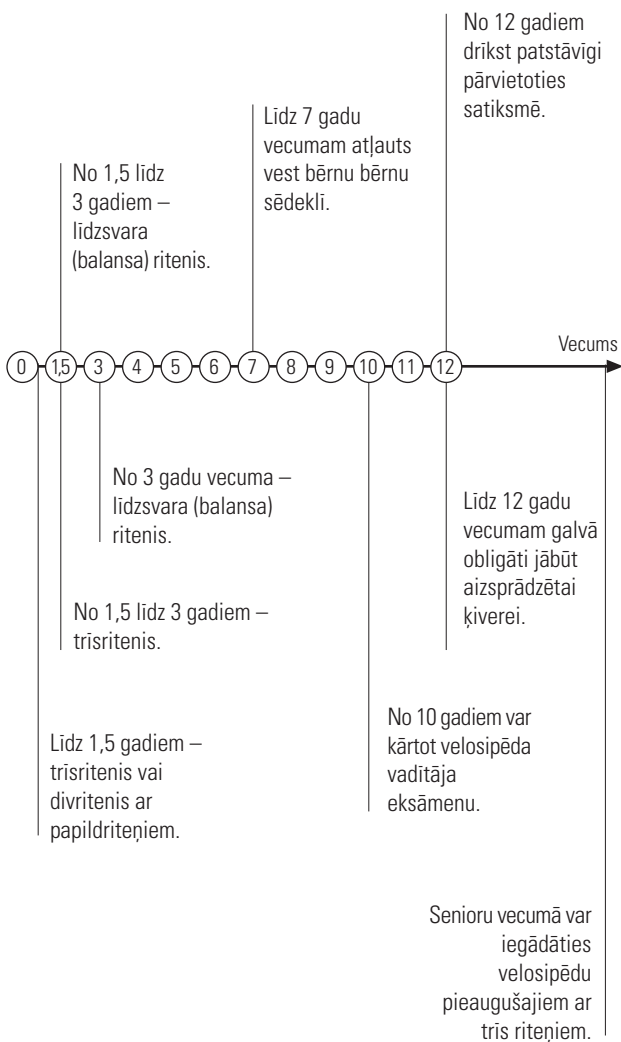 No 12 gadiem
drīkst patstāvīgi
pārvietoties
satiksmē.
Līdz 7 gadu
vecumam atļauts
vest bērnu bērnu
sēdeklī.
No 1,5 līdz
3 gadiem –
līdzsvara
(balansa) ritenis.
Vecums
0 1,5 3 4 5 6 7 8 9 10 11 12
No 3 gadu vecuma –
līdzsvara (balansa)
ritenis.
Līdz 12 gadu
vecumam galvā
obligāti jābūt
aizsprādzētai
ķiverei.
No 1,5 līdz 3 gadiem –
trīsritenis.
No 10 gadiem var
kārtot velosipēda
vadītāja
eksāmenu.
Līdz 1,5 gadiem –
trīsritenis vai
divritenis ar
papildriteņiem.
Senioru vecumā var
iegādāties
velosipēdu
pieaugušajiem ar
trīs riteņiem.